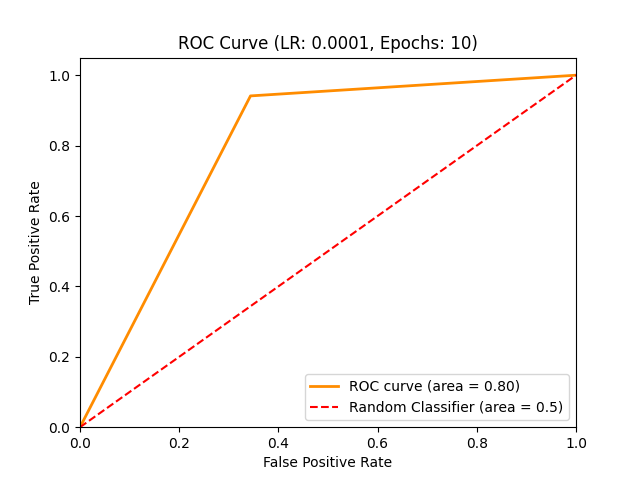 ROC Curve (LR: 0.0001, Epochs: 10)
1.0
0.8
0.6
0.4
0.2
0.0
True Positive Rate
ROC curve (area = 0.80)
Random Classifier (area = 0.5)
0.0 0.2 0.4 0.6 0.8 1.0
False Positive Rate